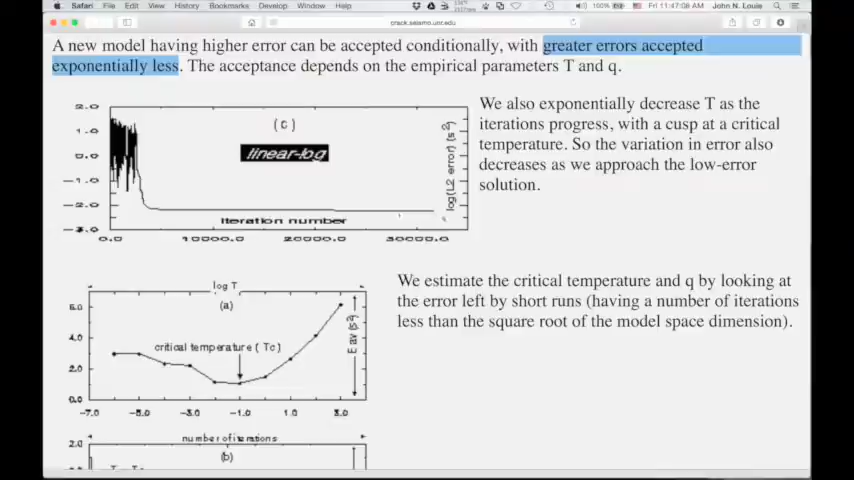 Safari File Edit View History Bookmarks Develop Window Help
100% Fri 11:47:08 AM John N. Louie
crack.seismo.unr.edu
A new model having higher error can be accepted conditionally, with greater errors accepted
exponentially less. The acceptance depends on the empirical parameters T and q.
2.0
1.0
0.0
-1.0
-2.0
-3.0
(c)
linear-log
Iteration number
0.0 10000.0 20000.0 30000.0
log(L2 error) (s²)
We also exponentially decrease T as the
iterations progress, with a cusp at a critical
temperature. So the variation in error also
decreases as we approach the low-error
solution.
log T
(a)
6.0
4.0
2.0
0.0
critical temperature ( Tc )
E av (s²)
-7.0 -5.0 -3.0 -1.0 1.0 3.0
We estimate the critical temperature and q by looking at
the error left by short runs (having a number of iterations
less than the square root of the model space dimension).
number of iterations
2.0
(b)